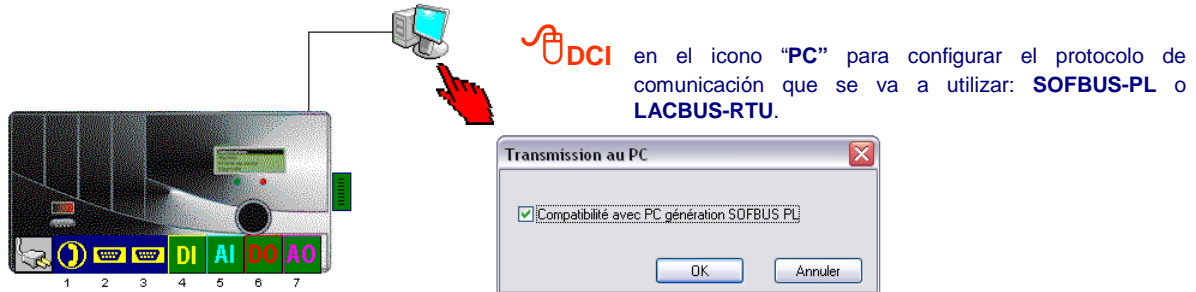 DCI en el icono “PC” para configurar el protocolo de
comunicación que se va a utilizar: SOFBUS-PL o
LACBUS-RTU.
Transmission au PC
Compatibilité avec PC génération SOFBUS PL
OK Annuler
DI AI DO AO
1 2 3 4 5 6 7